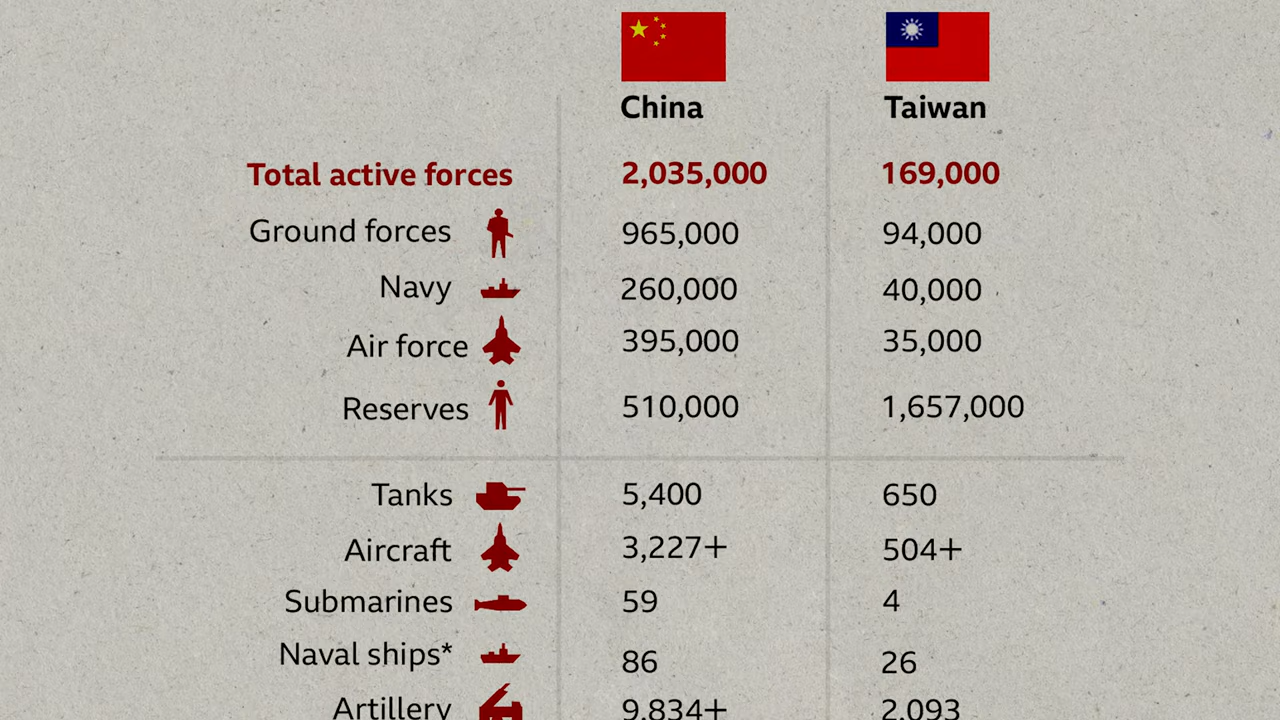 China Taiwan
Total active forces 2,035,000 169,000
Ground forces 965,000 94,000
Navy 260,000 40,000
Air force 395,000 35,000
Reserves 510,000 1,657,000
Tanks 5,400 650
Aircraft 3,227+ 504+
Submarines 59 4
Naval ships* 86 26
Artillery 9,834+ 2,093